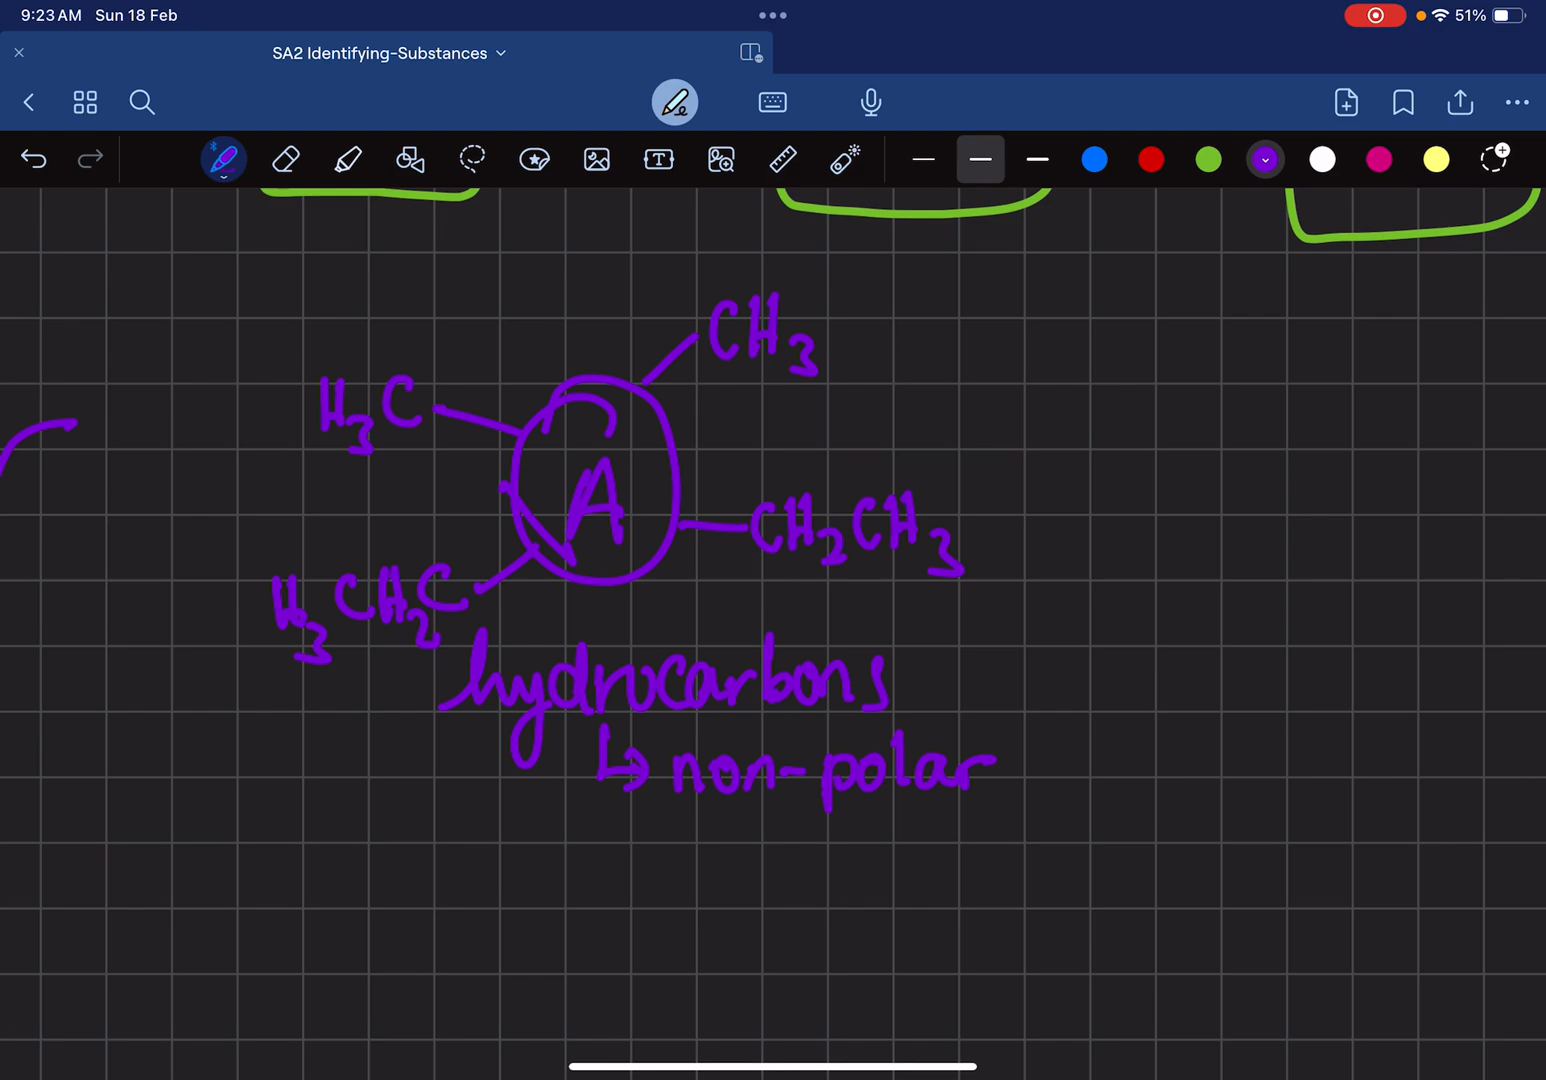 9:23 AM Sun 18 Feb
51%
SA2 Identifying-Substances
CH₃
H₃C
A
CH₂CH₃
H₃CH₂C
hydrocarbons
↳ non-polar